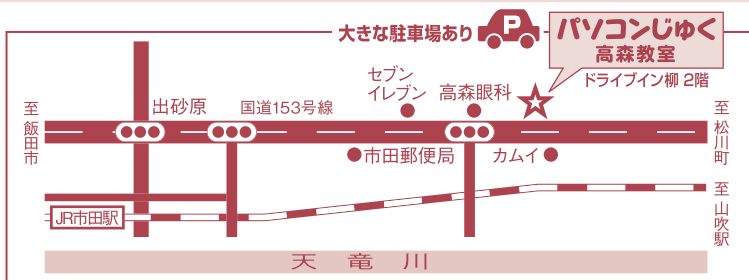 大きな駐車場あり
P
パソコンじゅく
高森教室
ドライブイン柳 2階
セブン
イレブン
高森眼科
出砂原
国道153号線
至
飯田市
至
松川町
市田郵便局
カムイ
至
山吹駅
JR市田駅
天竜川